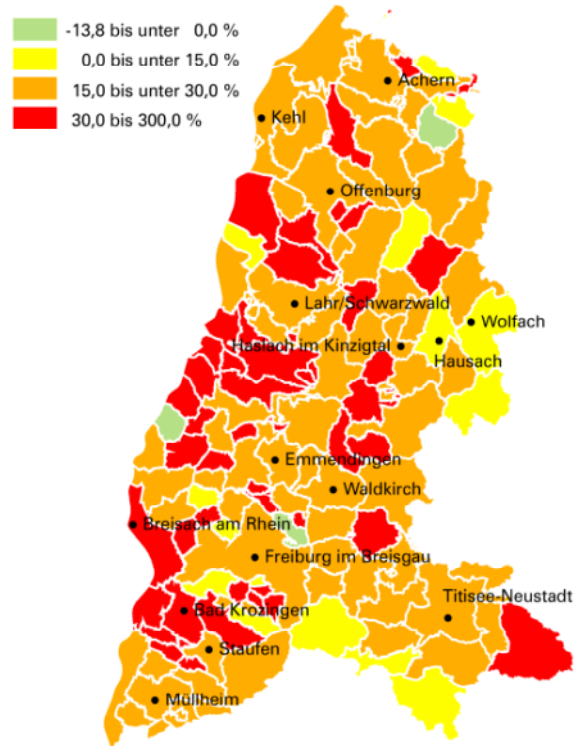 -13,8 bis unter 0,0 %
0,0 bis unter 15,0 %
15,0 bis unter 30,0 %
30,0 bis 300,0 %
Achern
Kehl
Offenburg
Lahr/Schwarzwald
Wolfach
Haslach im Kinzigtal
Hausach
Emmendingen
Waldkirch
Breisach am Rhein
Freiburg im Breisgau
Titisee-Neustadt
Bad Krozingen
Staufen
Müllheim